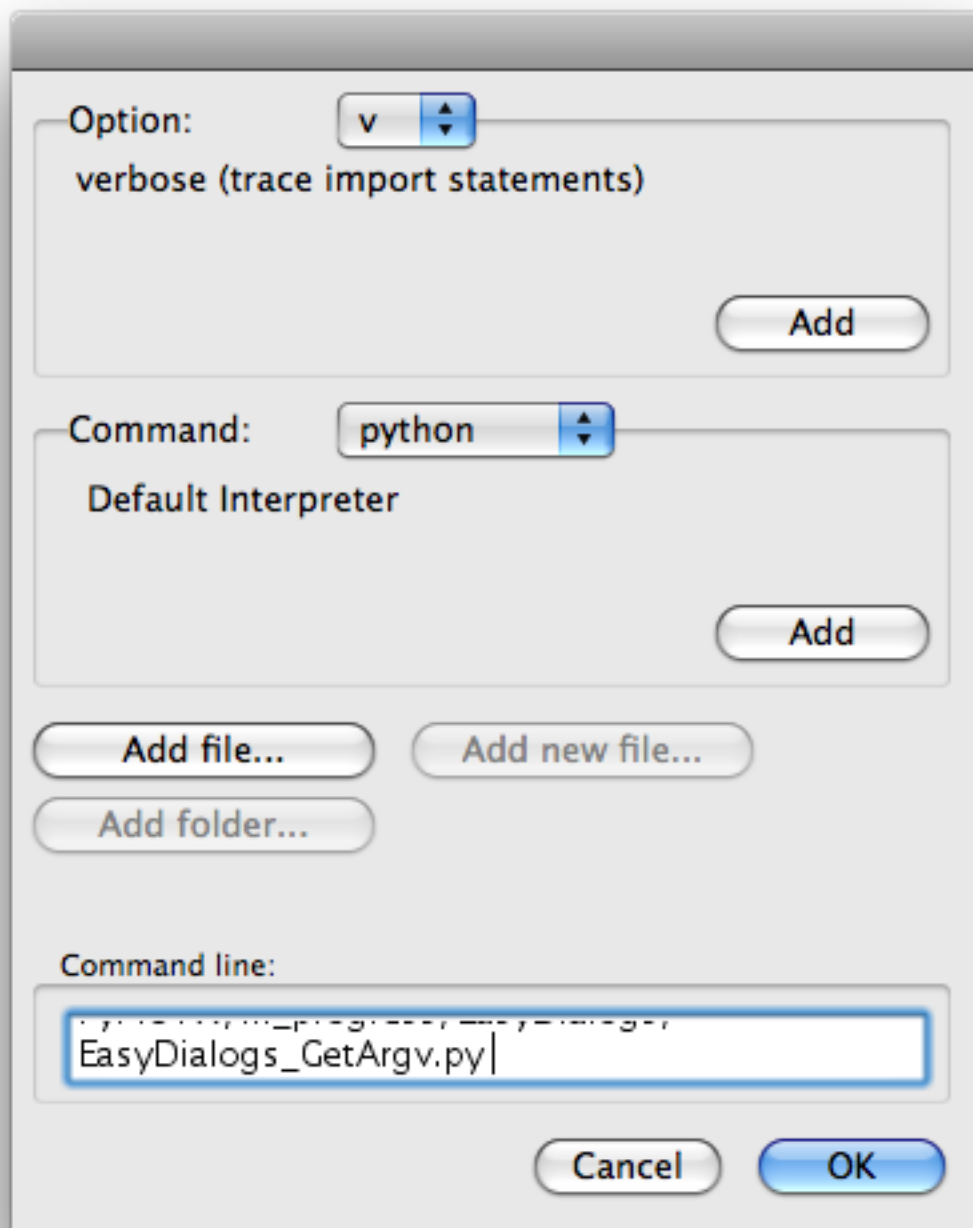 Option:
v
verbose (trace import statements)
Add
Command:
python
Default Interpreter
Add
Add file...
Add new file...
Add folder...
Command line:
EasyDialogs_GetArgv.py
Cancel
OK